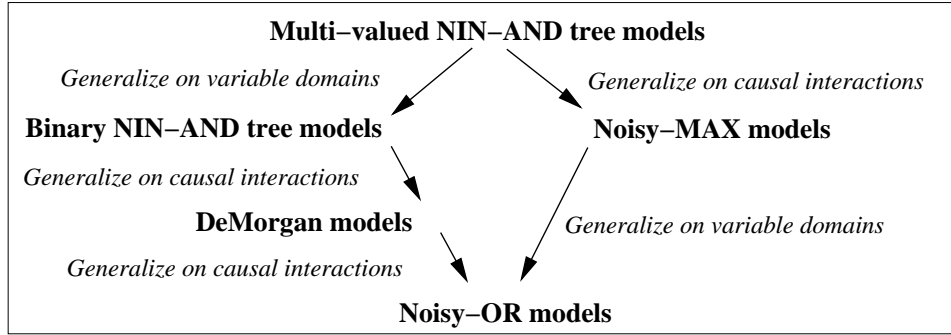 Multi−valued NIN−AND tree models
Generalize on variable domains
Generalize on causal interactions
Binary NIN−AND tree models
Noisy−MAX models
Generalize on causal interactions
DeMorgan models
Generalize on variable domains
Generalize on causal interactions
Noisy−OR models